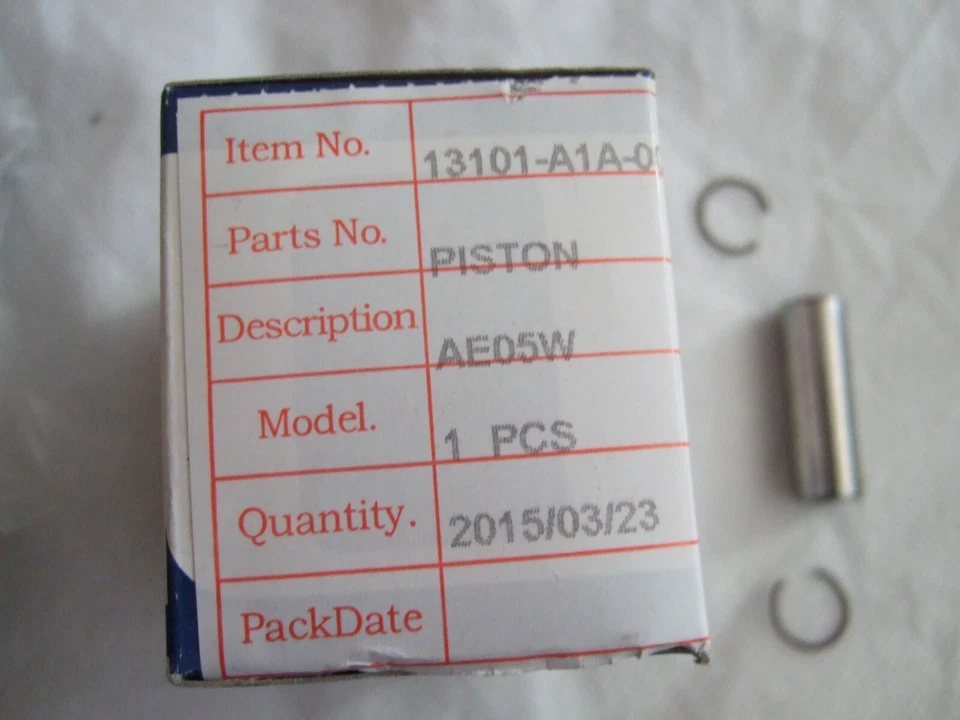 Item No. 13101-A1A-0
Parts No. PISTON
Description AE05W
Model. 1 PCS
Quantity. 2015/03/23
PackDate